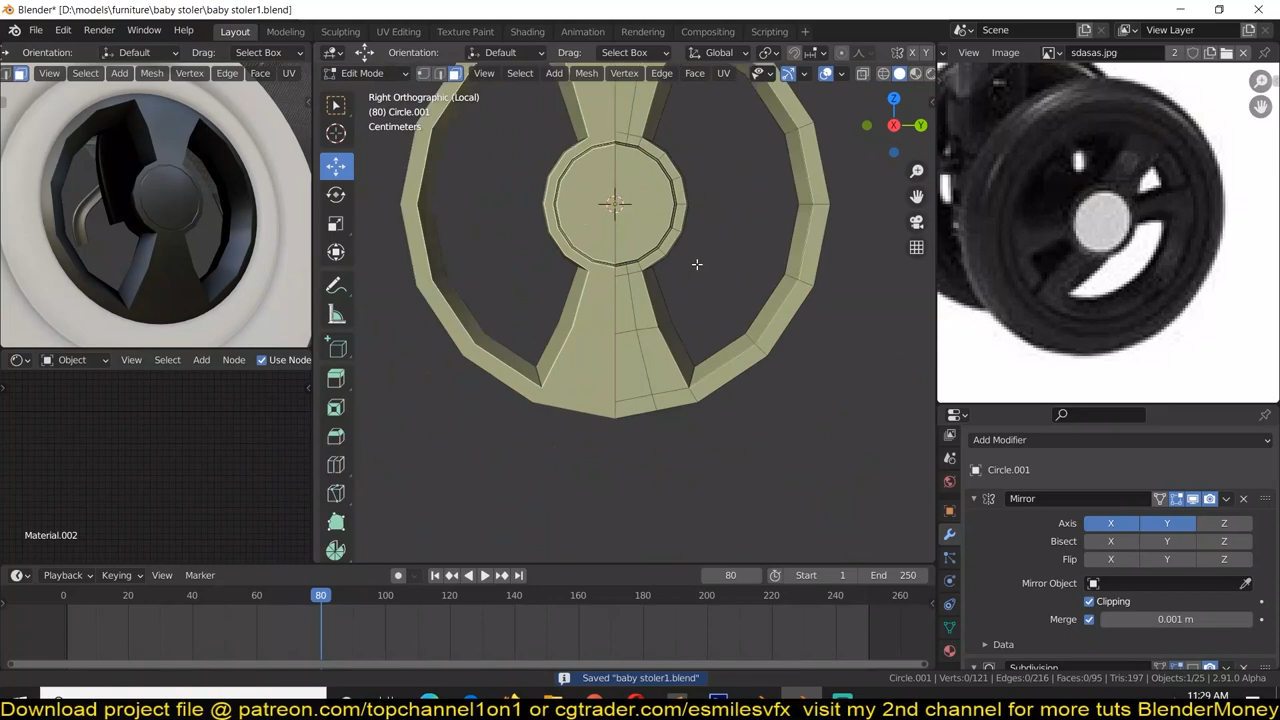 Blender* [D:\models\furniture\baby stoler\baby stoler1.blend]
File Edit Render Window Help Layout Modeling Sculpting UV Editing Texture Paint Shading Animation Rendering Compositing Scripting + Scene View Layer
Orientation: Default Drag: Select Box Orientation: Default Drag: Select Box Global X Y View Image sdasas.jpg 2
View Select Add Mesh Vertex Edge Face UV Edit Mode View Select Add Mesh Vertex Edge Face UV
Right Orthographic (Local)
(80) Circle.001
Centimeters
Z
X
Y
Object View Select Add Node Use Node
Material.002
Add Modifier
Circle.001
Mirror
Axis X Y Z
Bisect X Y Z
Flip X Y Z
Mirror Object
Clipping
Merge 0.001 m
Data
Subdivision
Playback Keying View Marker 80 Start 1 End 250
0 20 40 60 80 100 120 140 160 180 200 220 240 260
Saved "baby stoler1.blend"
Circle.001 | Verts:0/121 | Edges:0/216 | Faces:0/95 | Tris:197 | Objects:1/25 | 2.91.0 Alpha
11:29 AM
Download project file @ patreon.com/topchannel1on1 or cgtrader.com/esmilesvfx visit my 2nd channel for more tuts BlenderMoney